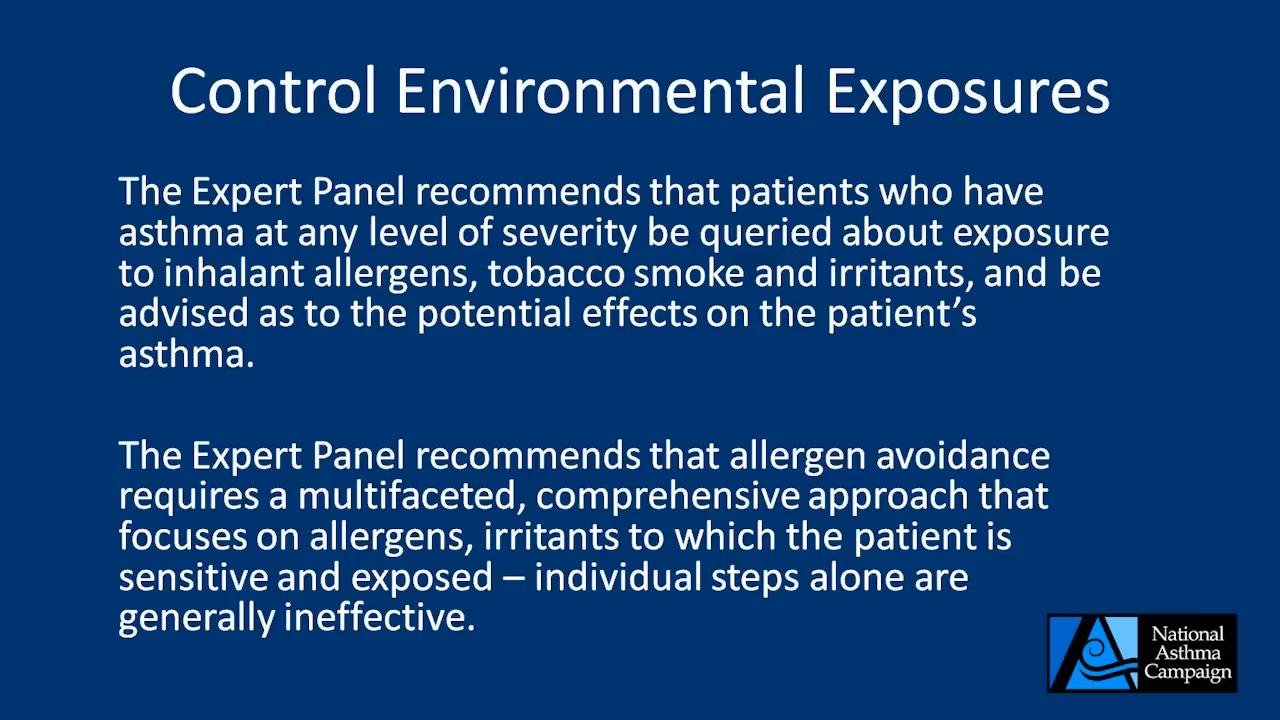 Control Environmental Exposures
The Expert Panel recommends that patients who have
asthma at any level of severity be queried about exposure
to inhalant allergens, tobacco smoke and irritants, and be
advised as to the potential effects on the patient’s
asthma.
The Expert Panel recommends that allergen avoidance
requires a multifaceted, comprehensive approach that
focuses on allergens, irritants to which the patient is
sensitive and exposed – individual steps alone are
generally ineffective.
National
Asthma
Campaign